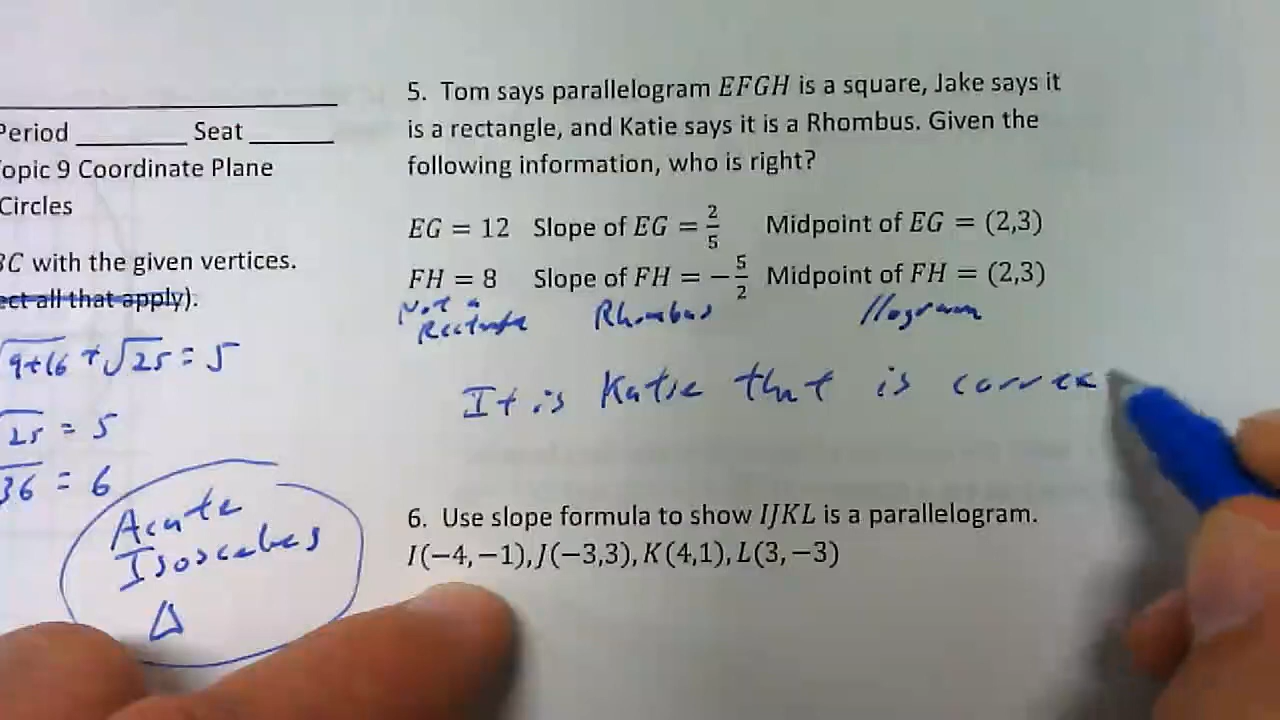 Period ________ Seat ______
opic 9 Coordinate Plane
Circles
BC with the given vertices.
ect all that apply).
√9+16 + √25 = 5
√25 = 5
√36 = 6
Acute
Isosceles
Δ
5. Tom says parallelogram EFGH is a square, Jake says it
is a rectangle, and Katie says it is a Rhombus. Given the
following information, who is right?
EG = 12 Slope of EG = 2/5 Midpoint of EG = (2,3)
FH = 8 Slope of FH = −5/2 Midpoint of FH = (2,3)
Not a Rhombus //logram
Rectangle
It is Katie that is correc
6. Use slope formula to show IJKL is a parallelogram.
I(−4,−1),J(−3,3),K(4,1),L(3,−3)